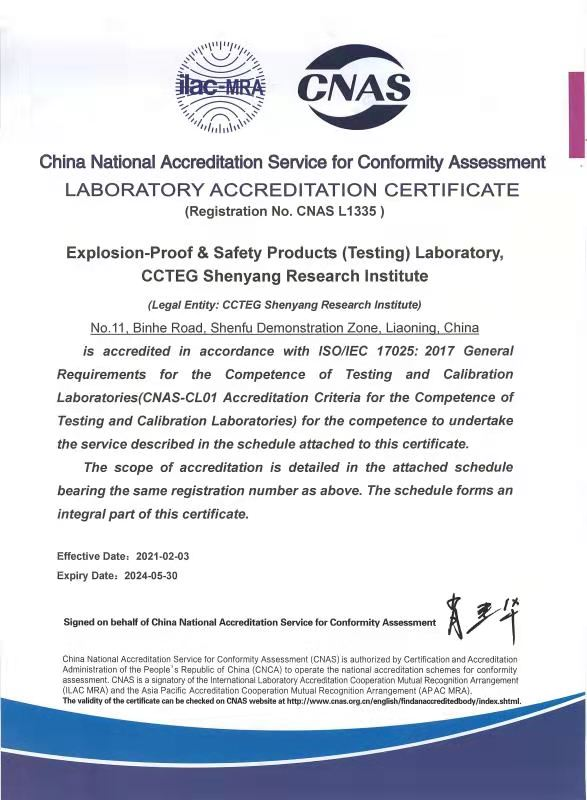 ilac-MRA
CNAS
China National Accreditation Service for Conformity Assessment
LABORATORY ACCREDITATION CERTIFICATE
(Registration No. CNAS L1335 )
Explosion-Proof & Safety Products (Testing) Laboratory,
CCTEG Shenyang Research Institute
(Legal Entity: CCTEG Shenyang Research Institute)
No.11, Binhe Road, Shenfu Demonstration Zone, Liaoning, China
is accredited in accordance with ISO/IEC 17025: 2017 General
Requirements for the Competence of Testing and Calibration
Laboratories(CNAS-CL01 Accreditation Criteria for the Competence of
Testing and Calibration Laboratories) for the competence to undertake
the service described in the schedule attached to this certificate.
The scope of accreditation is detailed in the attached schedule
bearing the same registration number as above. The schedule forms an
integral part of this certificate.
Effective Date：2021-02-03
Expiry Date：2024-05-30
Signed on behalf of China National Accreditation Service for Conformity Assessment
China National Accreditation Service for Conformity Assessment (CNAS) is authorized by Certification and Accreditation
Administration of the People`s Republic of China (CNCA) to operate the national accreditation schemes for conformity
assessment. CNAS is a signatory of the International Laboratory Accreditation Cooperation Mutual Recognition Arrangement
(ILAC MRA) and the Asia Pacific Accreditation Cooperation Mutual Recognition Arrangement (APAC MRA).
The validity of the certificate can be checked on CNAS website at http://www.cnas.org.cn/english/findanaccreditedbody/index.shtml.